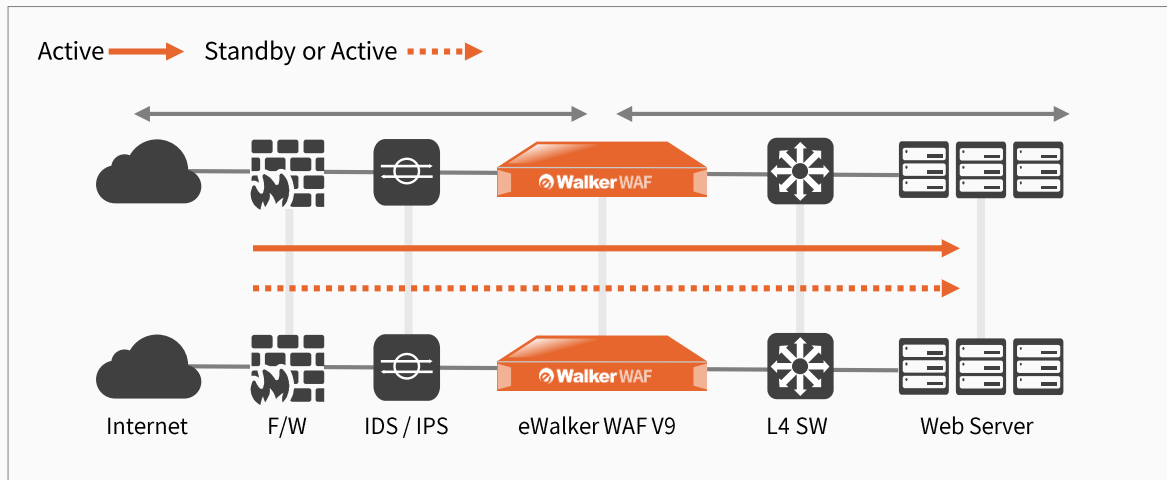 Active
Standby or Active
Walker WAF
Walker WAF
Internet
F/W
IDS / IPS
eWalker WAF V9
L4 SW
Web Server